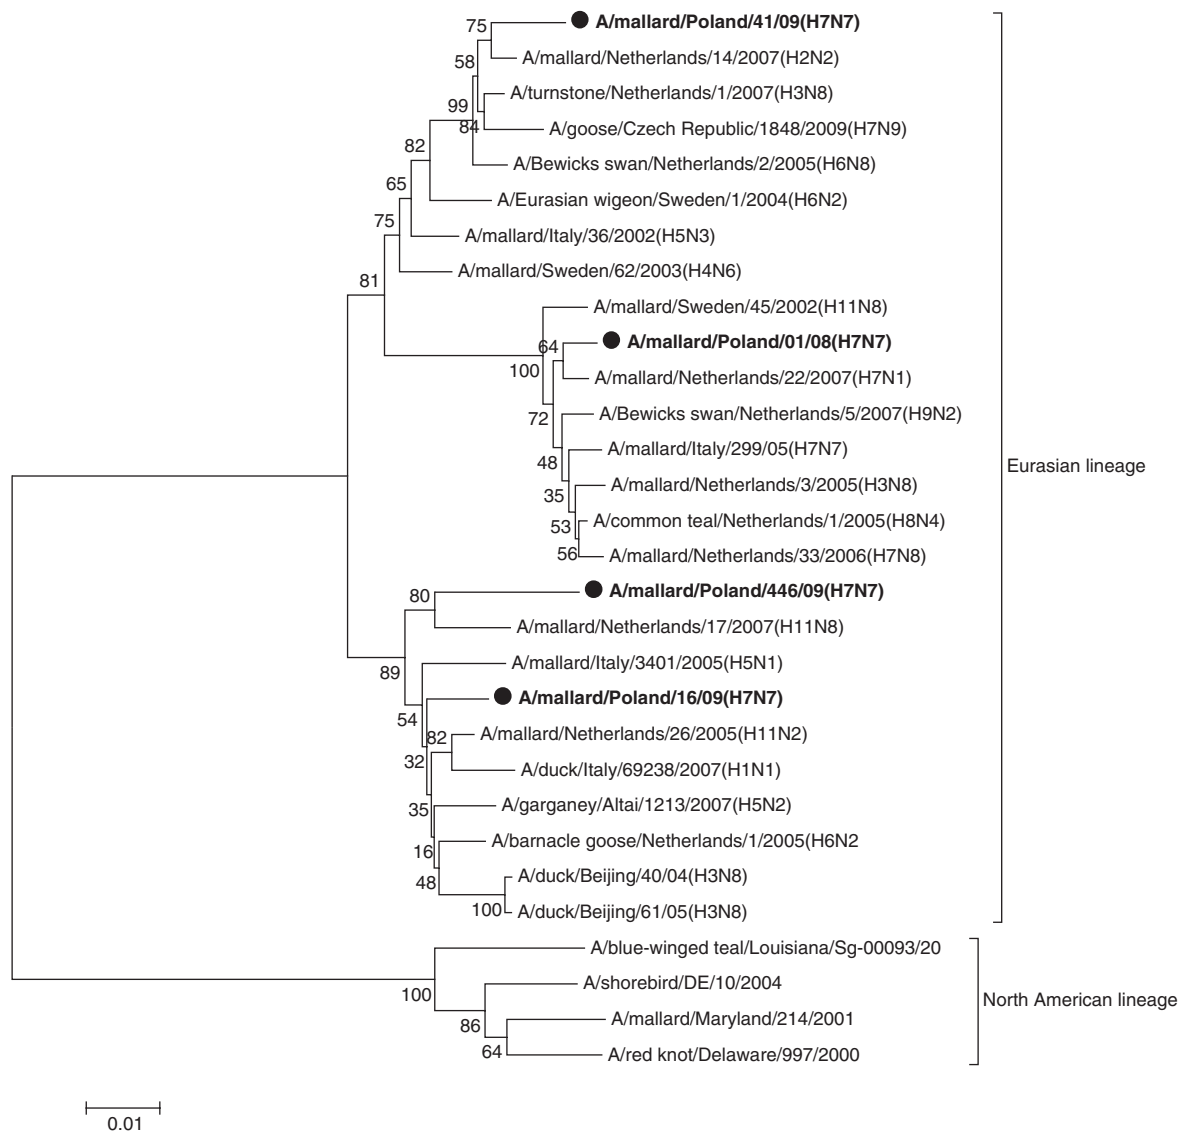 75
A/mallard/Poland/41/09(H7N7)
A/mallard/Netherlands/14/2007(H2N2)
58
A/turnstone/Netherlands/1/2007(H3N8)
99
84
A/goose/Czech Republic/1848/2009(H7N9)
82
A/Bewicks swan/Netherlands/2/2005(H6N8)
65
A/Eurasian wigeon/Sweden/1/2004(H6N2)
75
A/mallard/Italy/36/2002(H5N3)
A/mallard/Sweden/62/2003(H4N6)
81
A/mallard/Sweden/45/2002(H11N8)
64
A/mallard/Poland/01/08(H7N7)
100
A/mallard/Netherlands/22/2007(H7N1)
72
A/Bewicks swan/Netherlands/5/2007(H9N2)
A/mallard/Italy/299/05(H7N7)
48
Eurasian lineage
A/mallard/Netherlands/3/2005(H3N8)
35
A/common teal/Netherlands/1/2005(H8N4)
53
A/mallard/Netherlands/33/2006(H7N8)
56
80
A/mallard/Poland/446/09(H7N7)
A/mallard/Netherlands/17/2007(H11N8)
A/mallard/Italy/3401/2005(H5N1)
89
A/mallard/Poland/16/09(H7N7)
54
82
A/mallard/Netherlands/26/2005(H11N2)
32
A/duck/Italy/69238/2007(H1N1)
A/garganey/Altai/1213/2007(H5N2)
35
A/barnacle goose/Netherlands/1/2005(H6N2
16
A/duck/Beijing/40/04(H3N8)
48
A/duck/Beijing/61/05(H3N8)
100
A/blue-winged teal/Louisiana/Sg-00093/20
A/shorebird/DE/10/2004
100
North American lineage
A/mallard/Maryland/214/2001
86
A/red knot/Delaware/997/2000
64
0.01